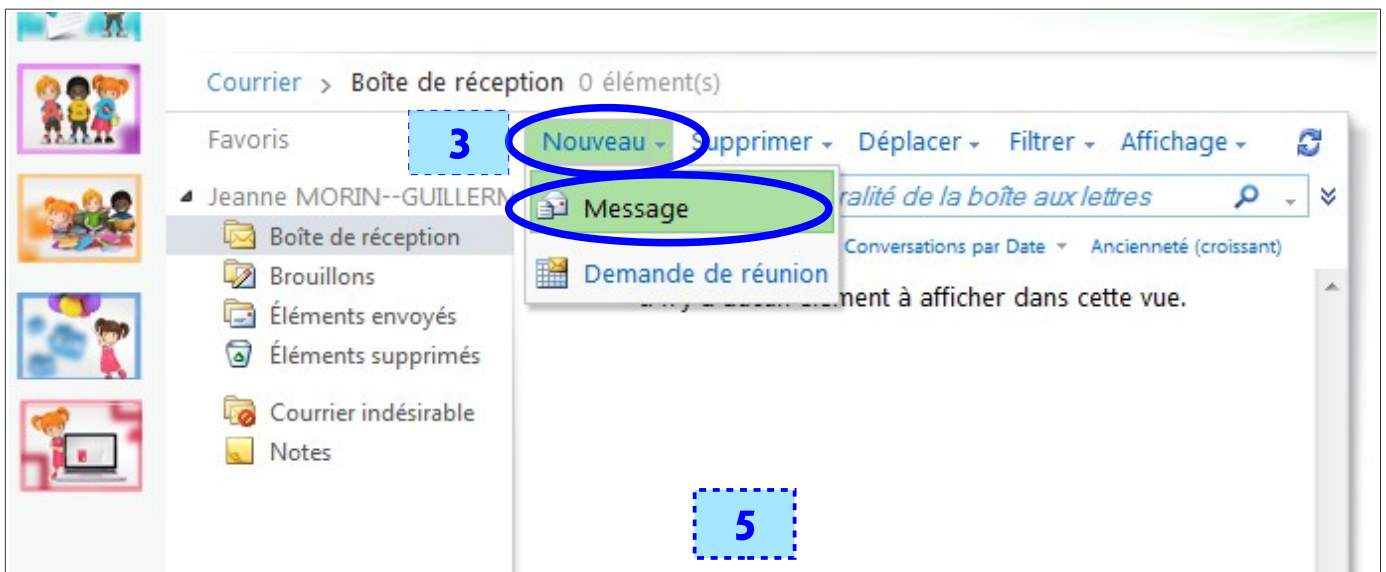 Courrier > Boîte de réception 0 élément(s)
Favoris
3
Nouveau Supprimer Déplacer Filtrer Affichage
Jeanne MORIN--GUILLERM
Message
ralité de la boîte aux lettres
Boîte de réception
Conversations par Date Ancienneté (croissant)
Brouillons
Demande de réunion
aucun élément à afficher dans cette vue.
Éléments envoyés
Éléments supprimés
Courrier indésirable
Notes
5